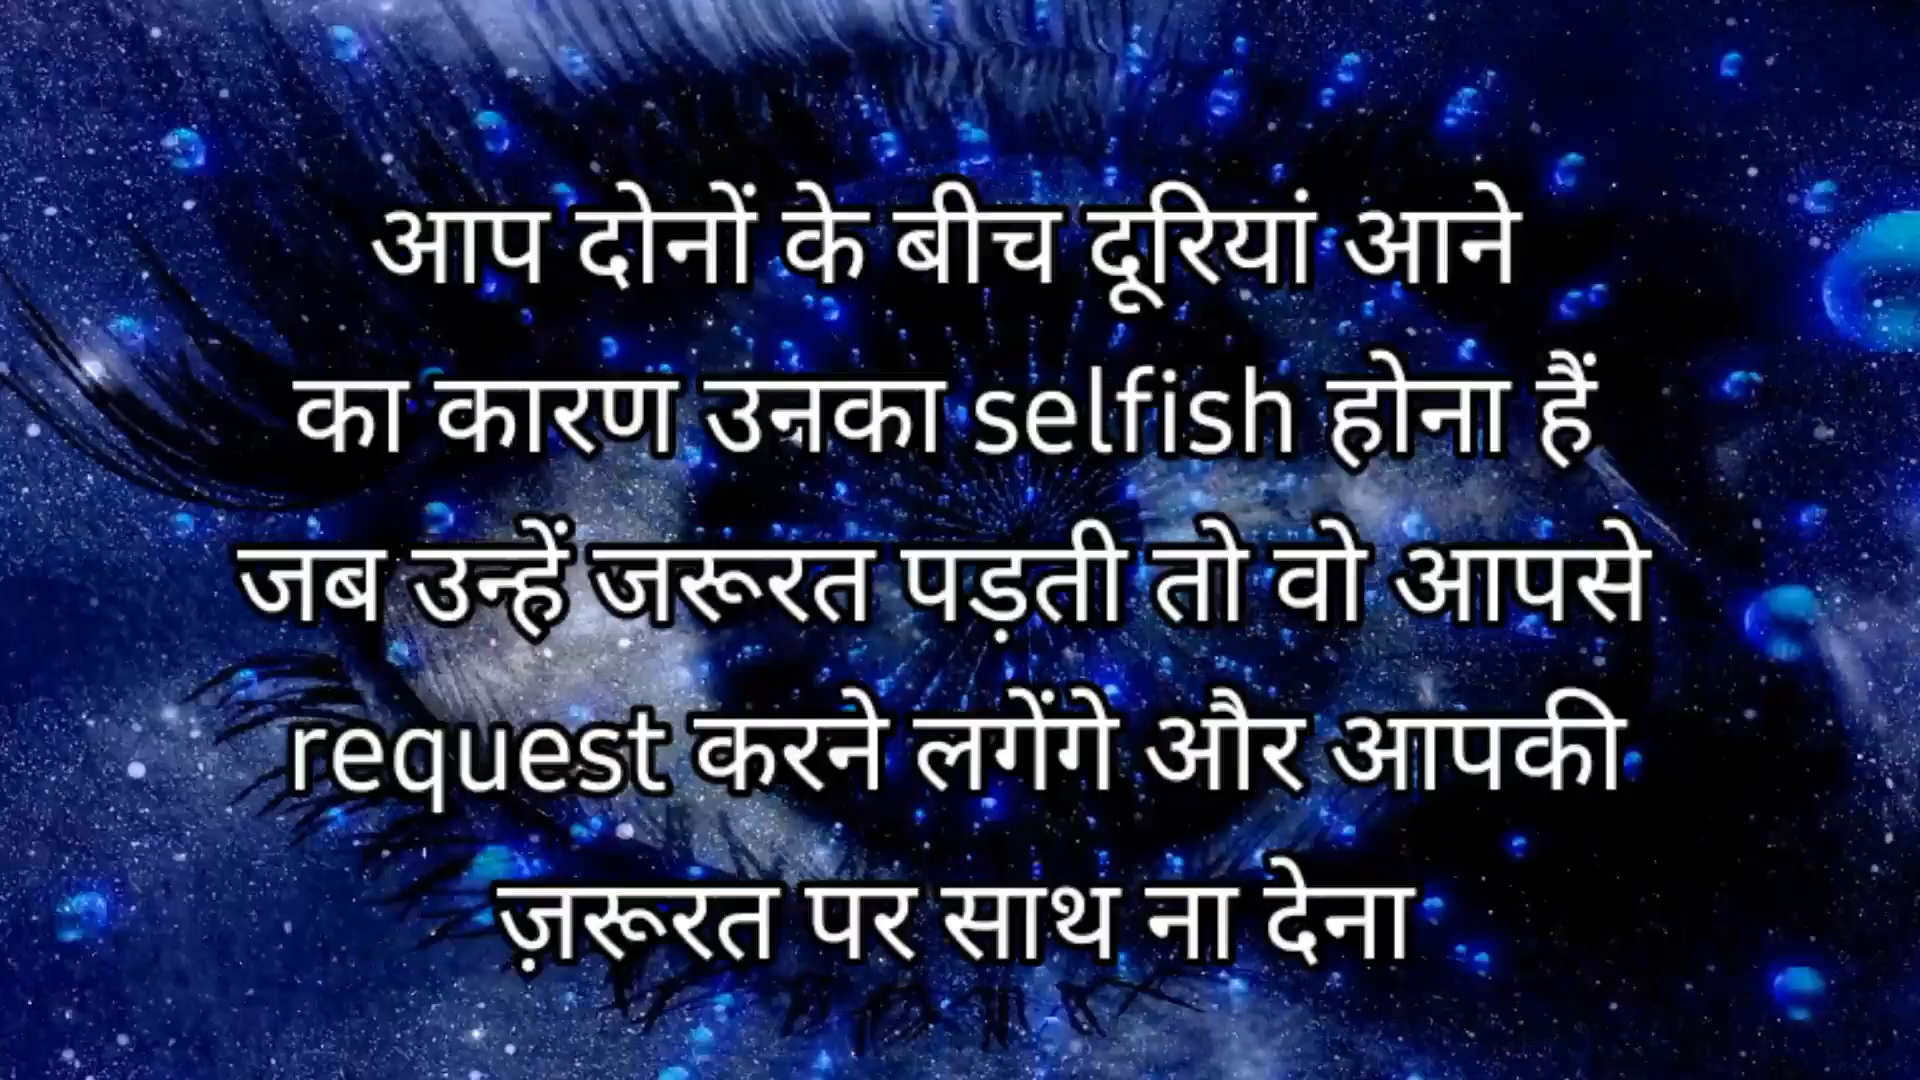 आप दोनों के बीच दूरियां आने
का कारण उनका selfish होना हैं
जब उन्हें जरूरत पड़ती तो वो आपसे
request करने लगेंगे और आपकी
ज़रूरत पर साथ ना देना